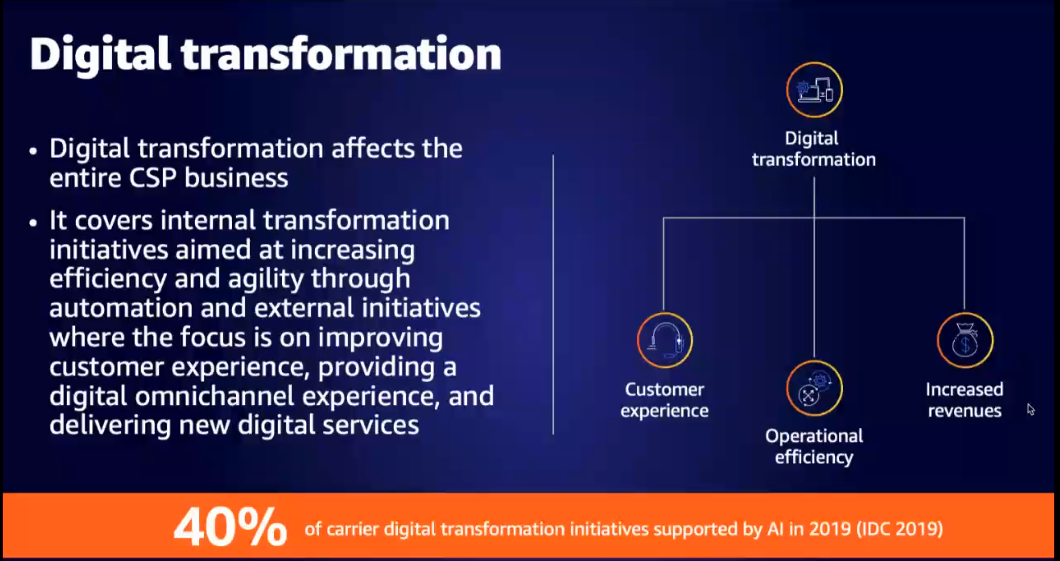 Digital transformation
• Digital transformation affects the
entire CSP business
• It covers internal transformation
initiatives aimed at increasing
efficiency and agility through
automation and external initiatives
where the focus is on improving
customer experience, providing a
digital omnichannel experience, and
delivering new digital services
Digital
transformation
Customer
experience
Operational
efficiency
Increased
revenues
40% of carrier digital transformation initiatives supported by AI in 2019 (IDC 2019)